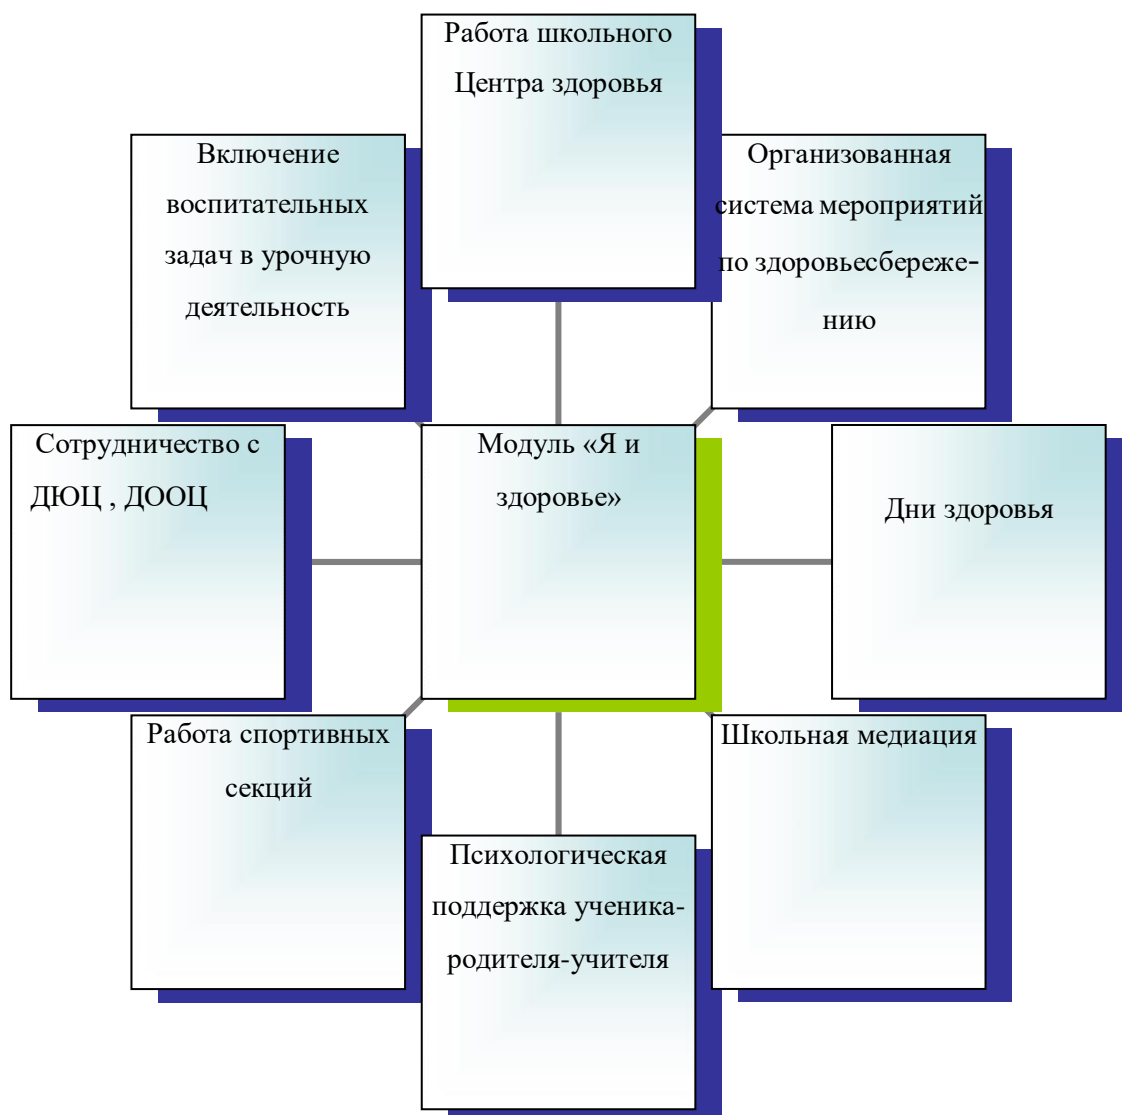 Работа школьного
Центра здоровья
Включение
воспитательных
задач в урочную
деятельность
Организованная
система мероприятий
по здоровьесбереже-
нию
Сотрудничество с
ДЮЦ , ДООЦ
Модуль «Я и
здоровье»
Дни здоровья
Работа спортивных
секций
Школьная медиация
Психологическая
поддержка ученика-
родителя-учителя